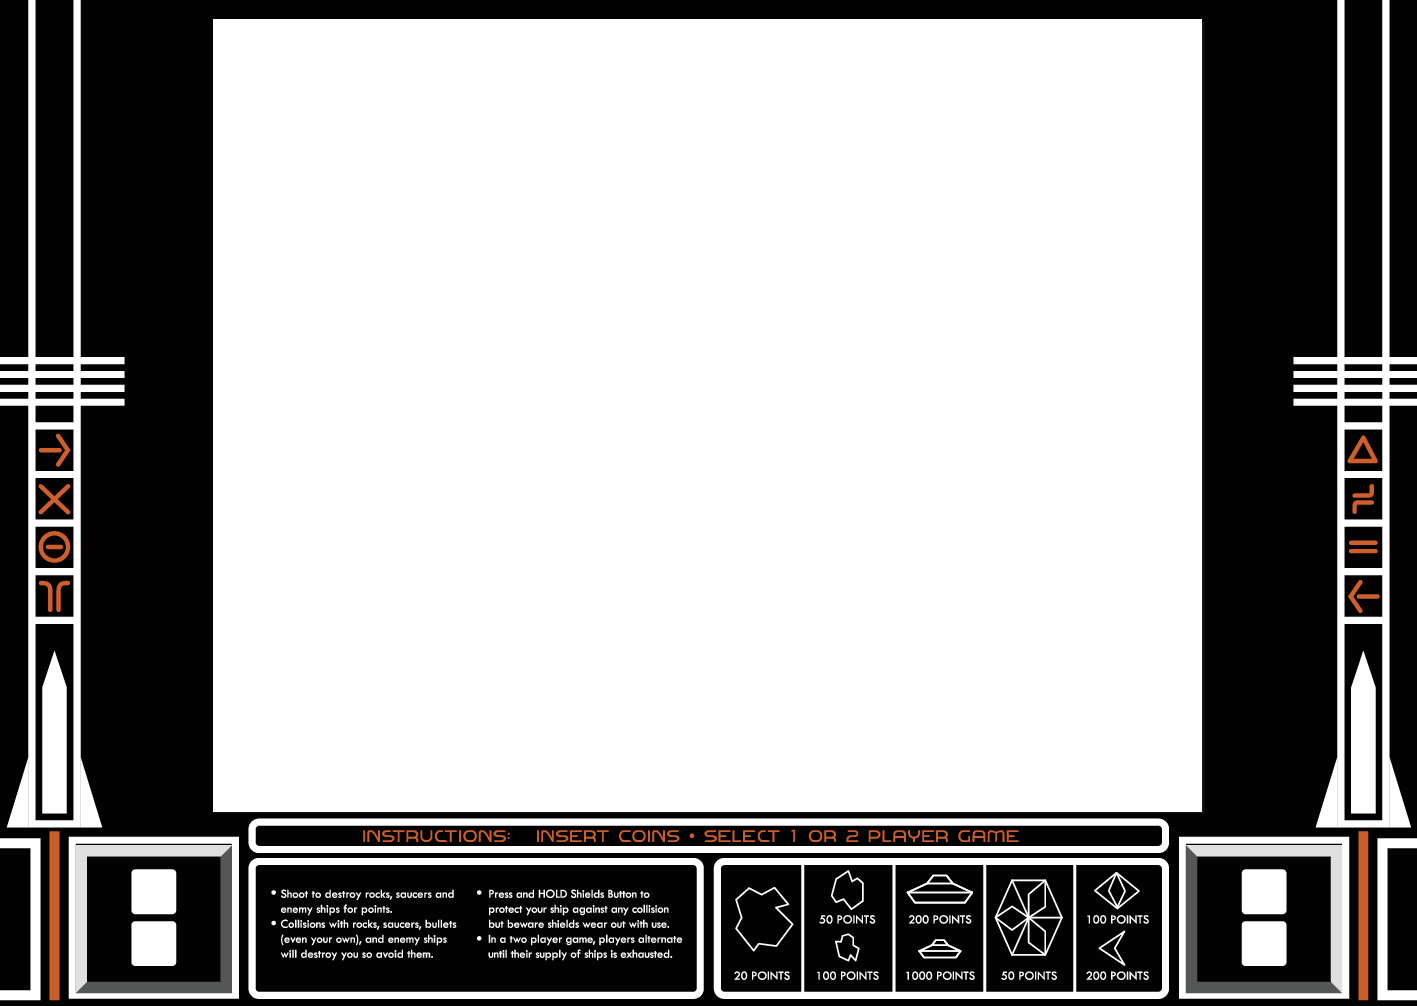 INSTRUCTIONS: INSERT COINS • SELECT 1 OR 2 PLAYER GAME
• Shoot to destroy rocks, saucers and
enemy ships for points.
• Collisions with rocks, saucers, bullets
(even your own), and enemy ships
will destroy you so avoid them.
• Press and HOLD Shields Button to
protect your ship against any collision
but beware shields wear out with use.
• In a two player game, players alternate
until their supply of ships is exhausted.
20 POINTS
50 POINTS
100 POINTS
200 POINTS
1000 POINTS
50 POINTS
100 POINTS
200 POINTS